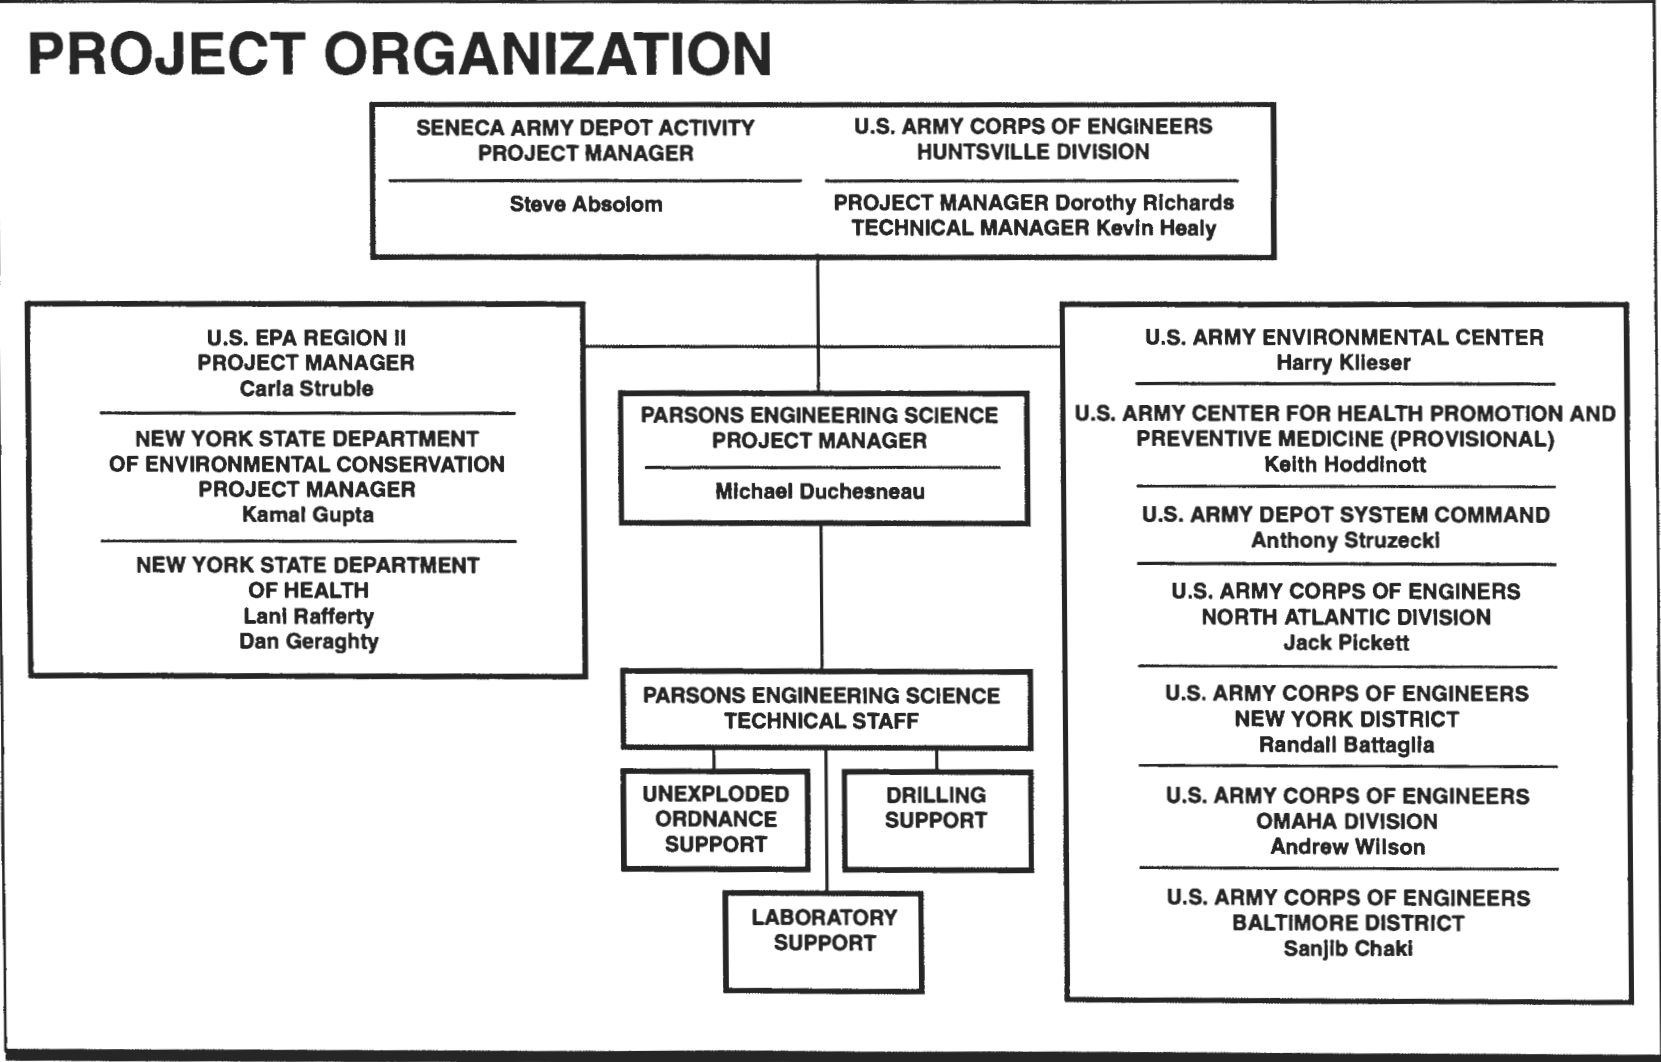 PROJECT ORGANIZATION
SENECA ARMY DEPOT ACTIVITY
PROJECT MANAGER
Steve Absolom
U.S. ARMY CORPS OF ENGINEERS
HUNTSVILLE DIVISION
PROJECT MANAGER Dorothy Richards
TECHNICAL MANAGER Kevin Healy
U.S. EPA REGION II
PROJECT MANAGER
Carla Struble
NEW YORK STATE DEPARTMENT
OF ENVIRONMENTAL CONSERVATION
PROJECT MANAGER
Kamal Gupta
NEW YORK STATE DEPARTMENT
OF HEALTH
Lani Rafferty
Dan Geraghty
PARSONS ENGINEERING SCIENCE
PROJECT MANAGER
Michael Duchesneau
PARSONS ENGINEERING SCIENCE
TECHNICAL STAFF
UNEXPLODED
ORDNANCE
SUPPORT
DRILLING
SUPPORT
LABORATORY
SUPPORT
U.S. ARMY ENVIRONMENTAL CENTER
Harry Klieser
U.S. ARMY CENTER FOR HEALTH PROMOTION AND
PREVENTIVE MEDICINE (PROVISIONAL)
Keith Hoddinott
U.S. ARMY DEPOT SYSTEM COMMAND
Anthony Struzecki
U.S. ARMY CORPS OF ENGINERS
NORTH ATLANTIC DIVISION
Jack Pickett
U.S. ARMY CORPS OF ENGINEERS
NEW YORK DISTRICT
Randall Battaglia
U.S. ARMY CORPS OF ENGINEERS
OMAHA DIVISION
Andrew Wilson
U.S. ARMY CORPS OF ENGINEERS
BALTIMORE DISTRICT
Sanjib Chaki